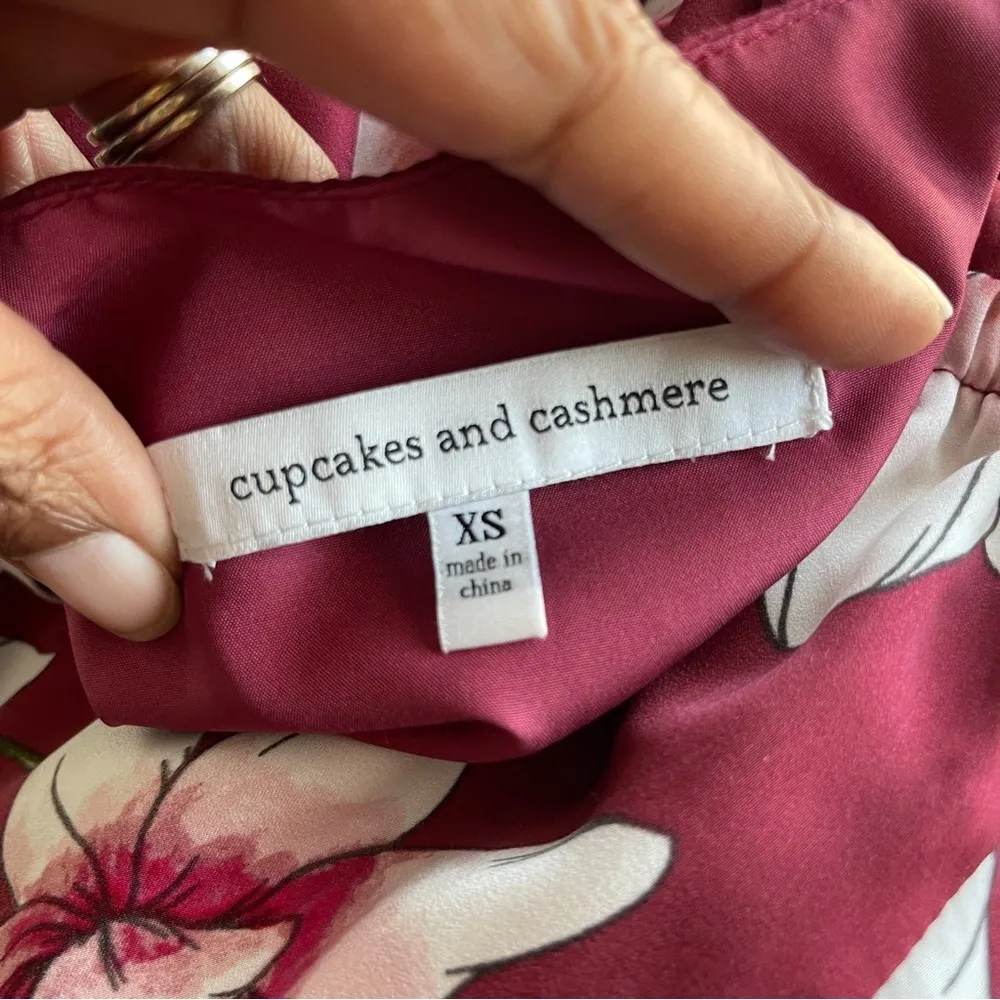 cupcakes and cashmere
XS
made in
china